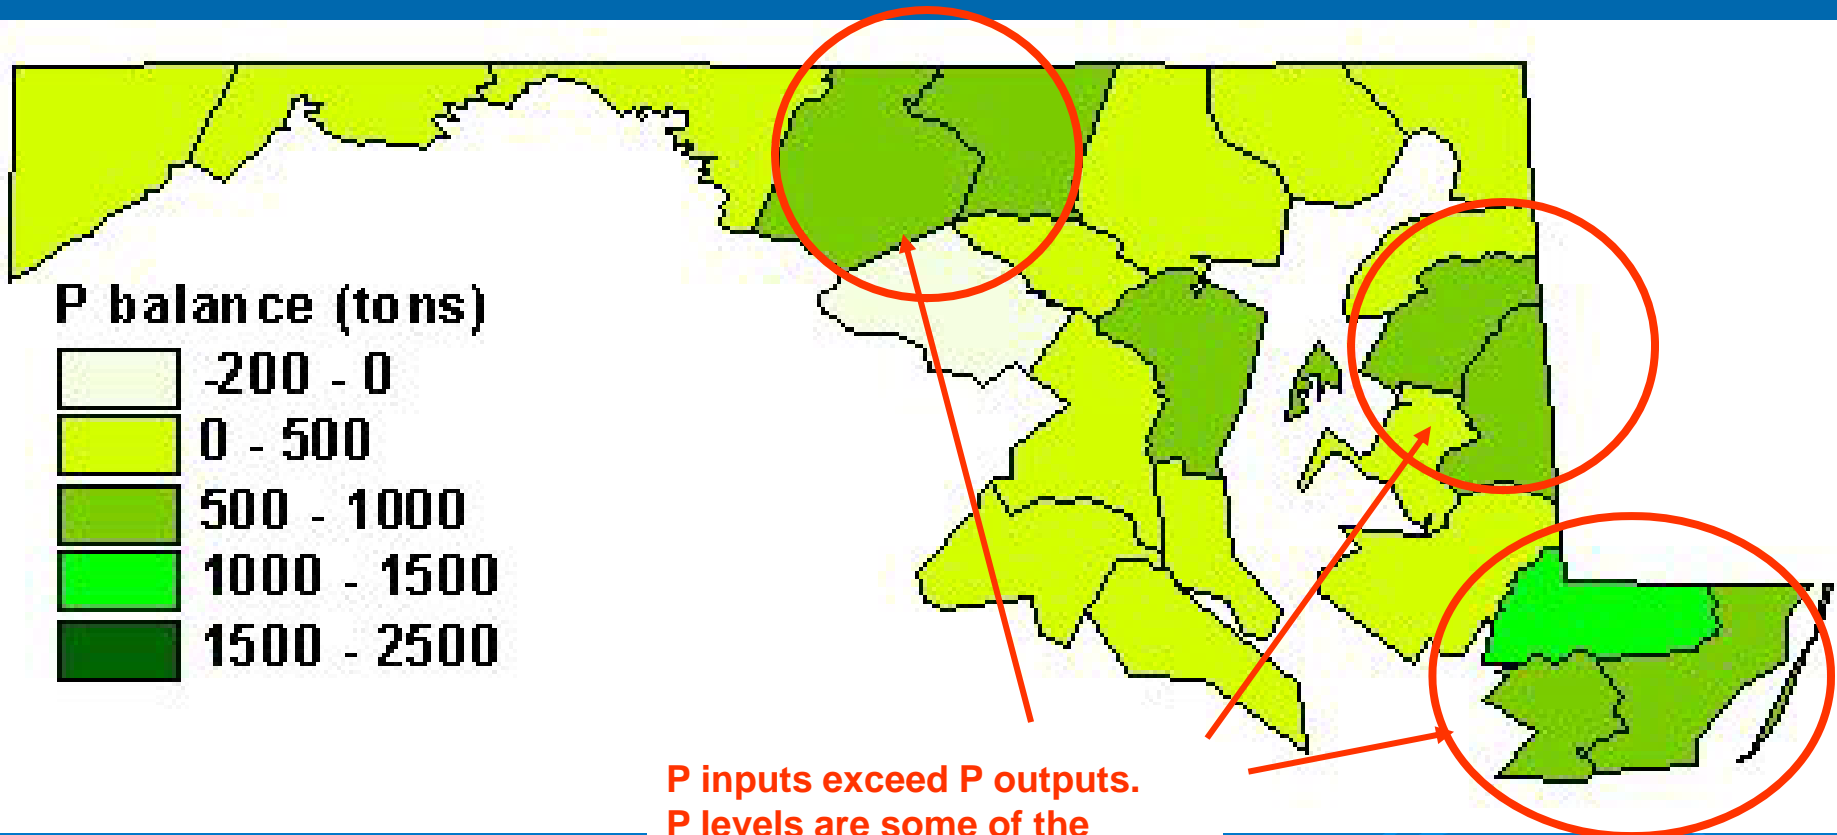 P balance (tons)
-200 - 0
0 - 500
500 - 1000
1000 - 1500
1500 - 2500
P inputs exceed P outputs.
P levels are some of the